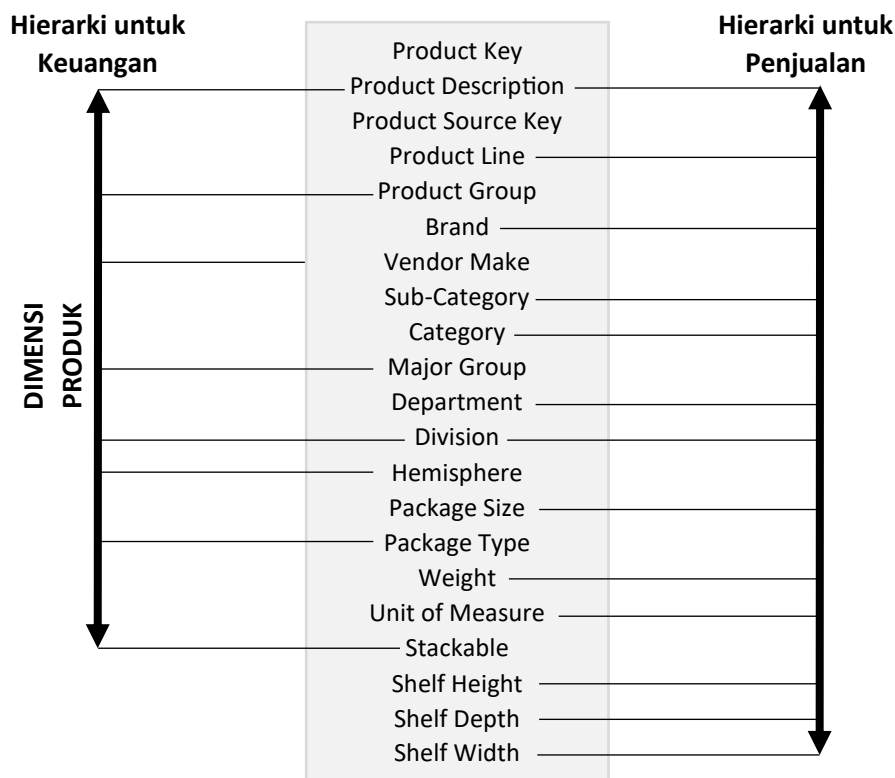 Hierarki untuk
Keuangan
Hierarki untuk
Penjualan
DIMENSI
PRODUK
Product Key
Product Description
Product Source Key
Product Line
Product Group
Brand
Vendor Make
Sub-Category
Category
Major Group
Department
Division
Hemisphere
Package Size
Package Type
Weight
Unit of Measure
Stackable
Shelf Height
Shelf Depth
Shelf Width